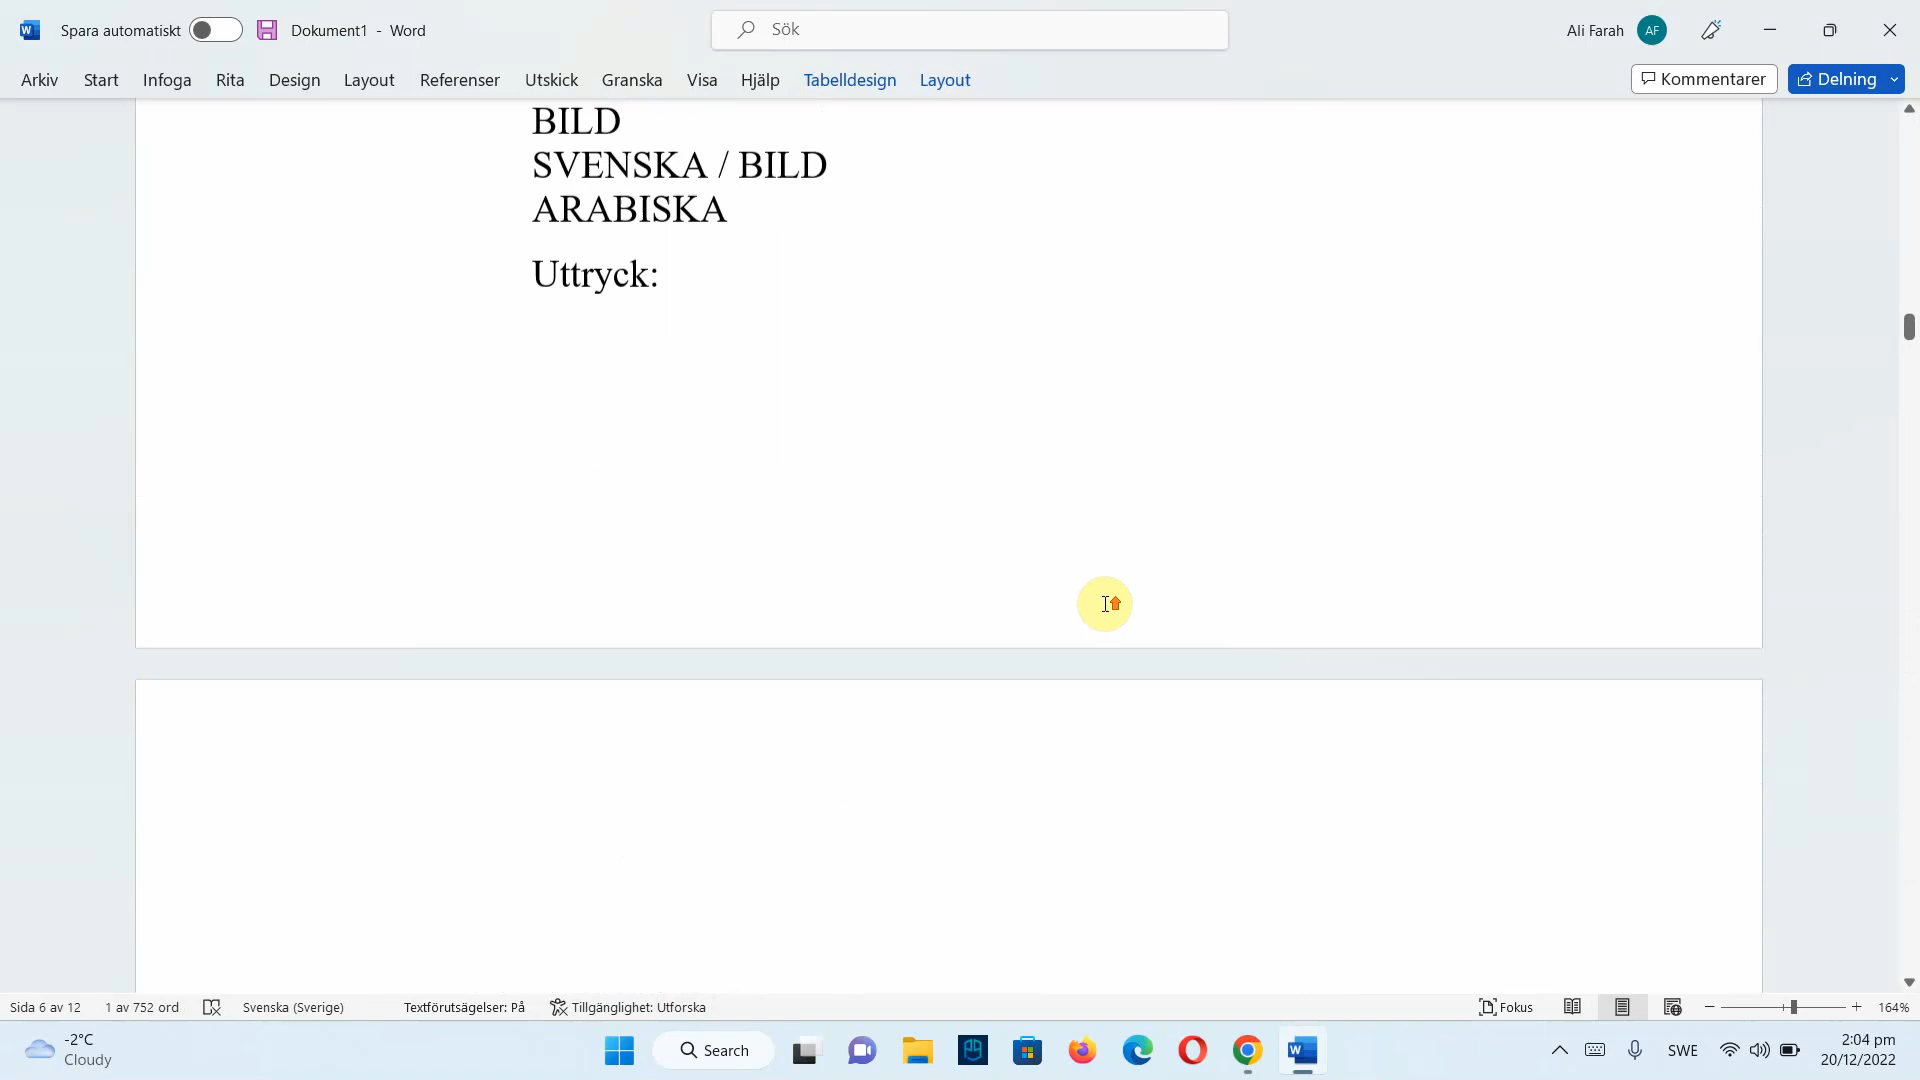 Spara automatiskt Dokument1 - Word Sök Ali Farah AF
Arkiv Start Infoga Rita Design Layout Referenser Utskick Granska Visa Hjälp Tabelldesign Layout Kommentarer Delning
BILD
SVENSKA / BILD
ARABISKA
Uttryck:
Sida 6 av 12 1 av 752 ord Svenska (Sverige) Textförutsägelser: På Tillgänglighet: Utforska Fokus 164%
-2°C
Cloudy
Search
SWE
2:04 pm
20/12/2022